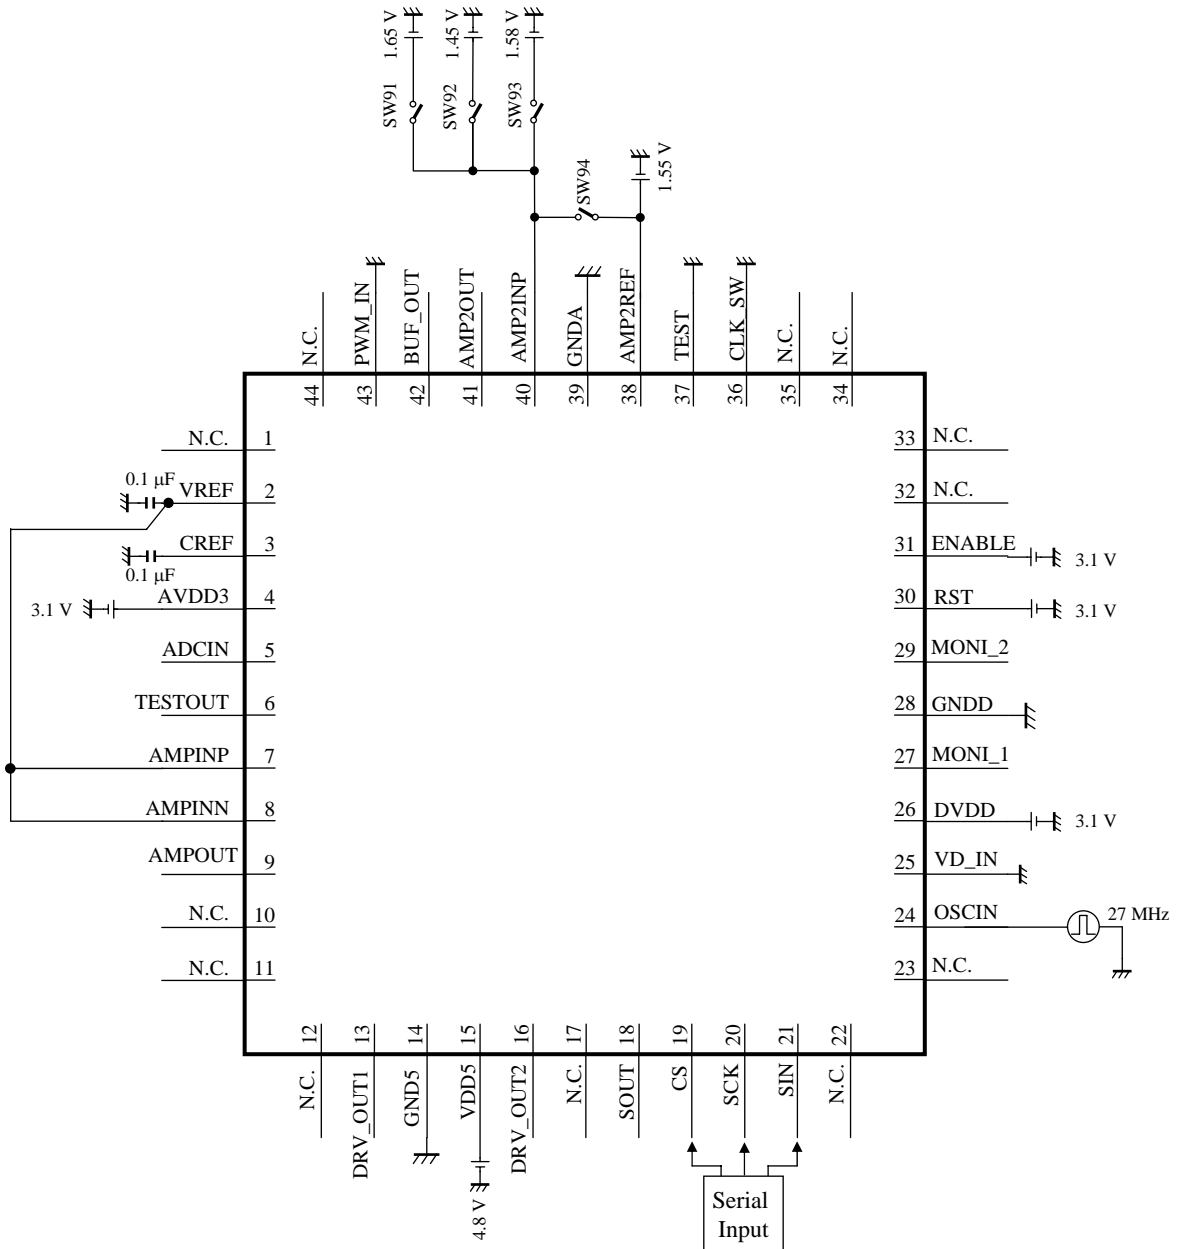 1.65 V
1.45 V
1.58 V
SW91
SW92
SW93
SW94
1.55 V
N.C.
PWM_IN
BUF_OUT
AMP2OUT
AMP2INP
GNDA
AMP2REF
TEST
CLK_SW
N.C.
N.C.
44
43
42
41
40
39
38
37
36
35
34
N.C. 1
0.1 µF
VREF 2
CREF 3
0.1 µF
3.1 V AVDD3 4
ADCIN 5
TESTOUT 6
AMPINP 7
AMPINN 8
AMPOUT 9
N.C. 10
N.C. 11
33 N.C.
32 N.C.
31 ENABLE 3.1 V
30 RST 3.1 V
29 MONI_2
28 GNDD
27 MONI_1
26 DVDD 3.1 V
25 VD_IN
24 OSCIN 27 MHz
23 N.C.
12
13
14
15
16
17
18
19
20
21
22
N.C.
DRV_OUT1
GND5
VDD5
DRV_OUT2
N.C.
SOUT
CS
SCK
SIN
N.C.
4.8 V
Serial
Input